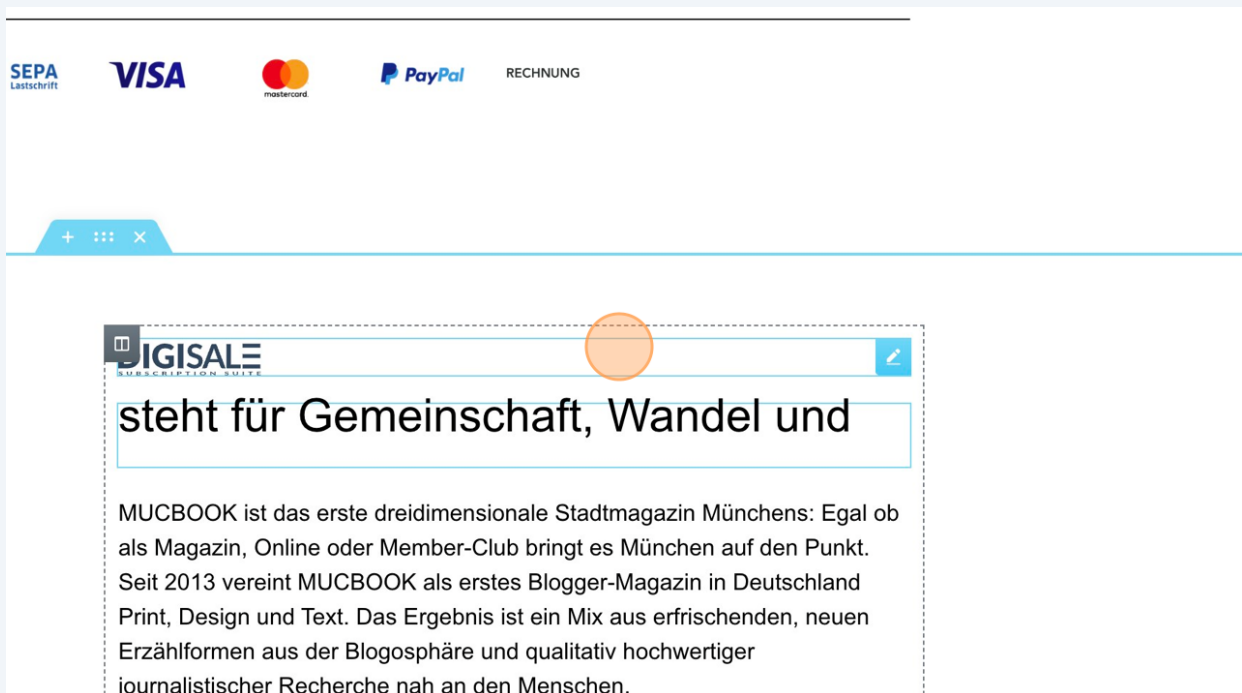 SEPA
Lastschrift
VISA
mastercard.
PayPal
RECHNUNG
DIGISALE
SUBSCRIPTION SUITE
steht für Gemeinschaft, Wandel und
MUCBOOK ist das erste dreidimensionale Stadtmagazin Münchens: Egal ob
als Magazin, Online oder Member-Club bringt es München auf den Punkt.
Seit 2013 vereint MUCBOOK als erstes Blogger-Magazin in Deutschland
Print, Design und Text. Das Ergebnis ist ein Mix aus erfrischenden, neuen
Erzählformen aus der Blogosphäre und qualitativ hochwertiger
journalistischer Recherche nah an den Menschen.